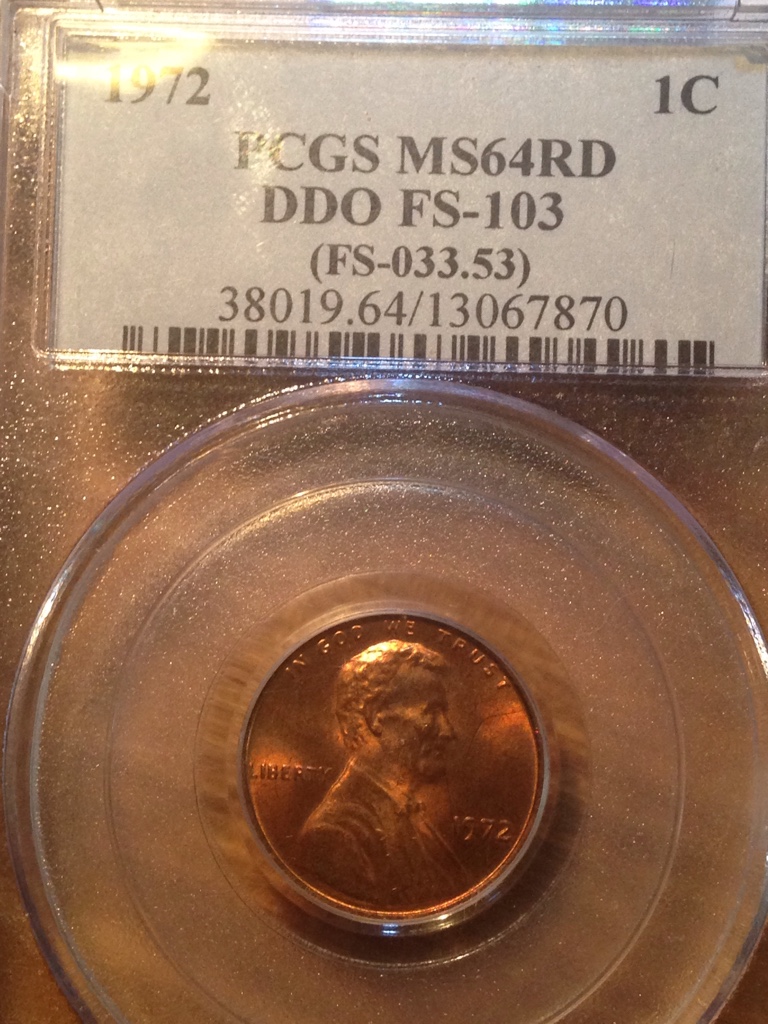 1972 1C
PCGS MS64RD
DDO FS-103
(FS-033.53)
38019.64/13067870
IN GOD WE TRUST
LIBERTY
1972